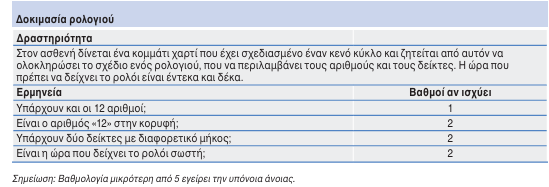 Δοκιμασία ρολογιού
Δραστηριότητα
Στον ασθενή δίνεται ένα κομμάτι χαρτί που έχει σχεδιασμένο έναν κενό κύκλο και ζητείται από αυτόν να
ολοκληρώσει το σχέδιο ενός ρολογιού, που να περιλαμβάνει τους αριθμούς και τους δείκτες. Η ώρα που
πρέπει να δείχνει το ρολόι είναι έντεκα και δέκα.
Ερμηνεία Βαθμοί αν ισχύει
Υπάρχουν και οι 12 αριθμοί; 1
Είναι ο αριθμός «12» στην κορυφή; 2
Υπάρχουν δύο δείκτες με διαφορετικό μήκος; 2
Είναι η ώρα που δείχνει το ρολόι σωστή; 2
Σημείωση: Βαθμολογία μικρότερη από 5 εγείρει την υπόνοια άνοιας.